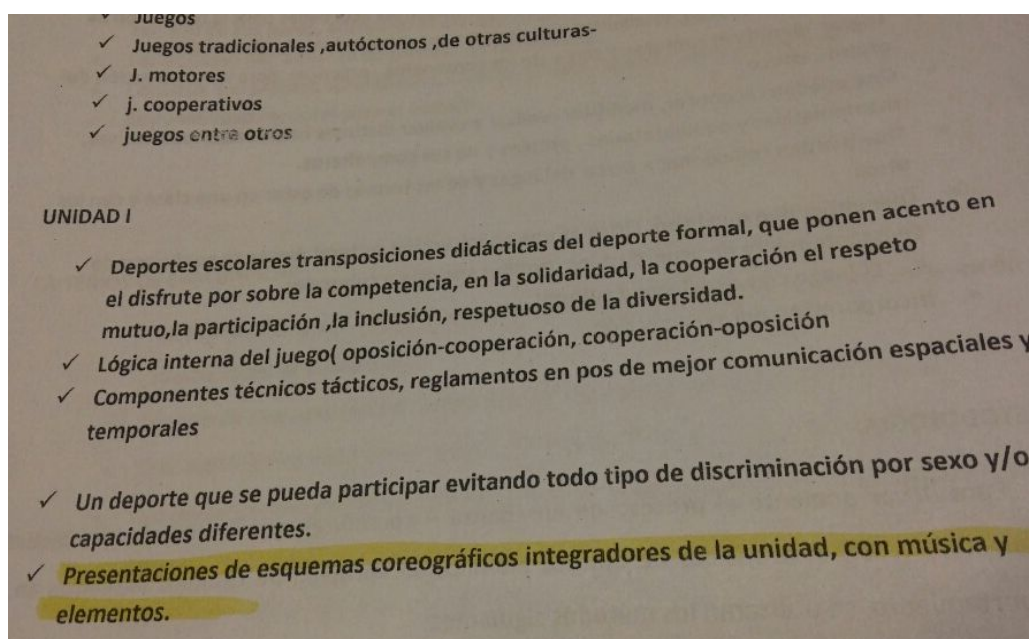 ✓ Juegos
✓ Juegos tradicionales ,autóctonos ,de otras culturas-
✓ J. motores
✓ j. cooperativos
✓ juegos entre otros
UNIDAD I
✓ Deportes escolares transposiciones didácticas del deporte formal, que ponen acento en
el disfrute por sobre la competencia, en la solidaridad, la cooperación el respeto
mutuo,la participación ,la inclusión, respetuoso de la diversidad.
✓ Lógica interna del juego( oposición-cooperación, cooperación-oposición
✓ Componentes técnicos tácticos, reglamentos en pos de mejor comunicación espaciales y
temporales
✓ Un deporte que se pueda participar evitando todo tipo de discriminación por sexo y/o
capacidades diferentes.
✓ Presentaciones de esquemas coreográficos integradores de la unidad, con música y
elementos.